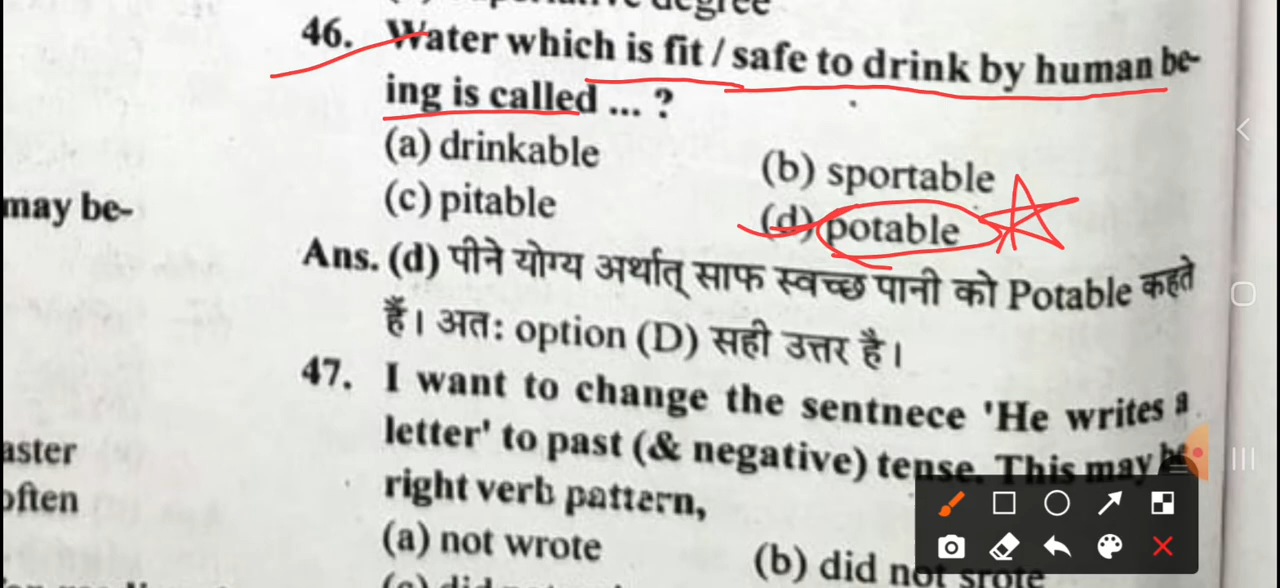 degree
46. Water which is fit / safe to drink by human be-
ing is called ... ?
(a) drinkable
(b) sportable
(c) pitable
(d) potable
may be-
Ans. (d) पीने योग्य अर्थात् साफ स्वच्छ पानी को Potable कहते
हैं। अतः option (D) सही उत्तर है।
47. I want to change the sentnece 'He writes a
letter' to past (& negative) tense. This may be
right verb pattern,
aster
often
(a) not wrote
(b) did not srote